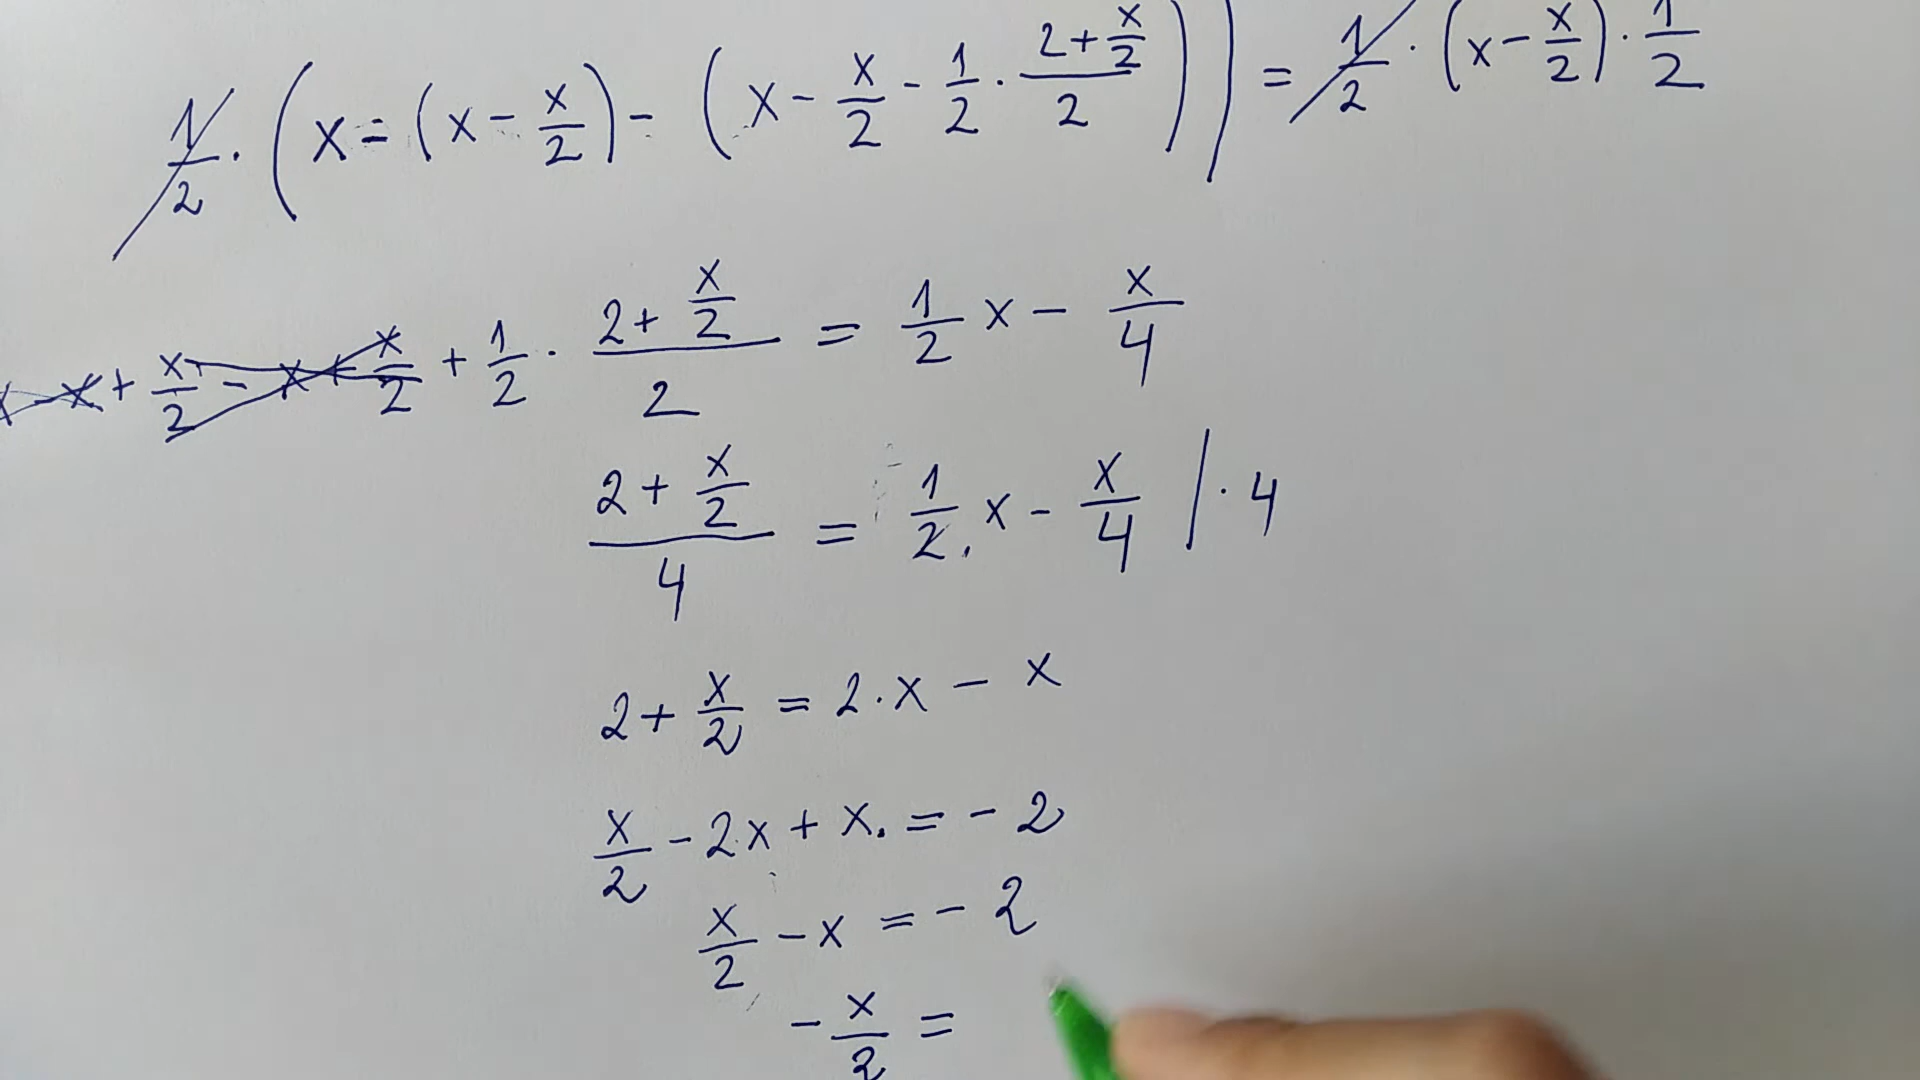 1/2 · (x = (x - x/2) - (x - x/2 - 1/2 · (2 + x/2)/2)) = 1/2 · (x - x/2) · 1/2
x - x + x/2 - x + x/2 + 1/2 · (2 + x/2)/2 = 1/2 x - x/4
(2 + x/2)/4 = 1/2 x - x/4 | · 4
2 + x/2 = 2 · x - x
x/2 - 2x + x = - 2
x/2 - x = - 2
- x/2 =